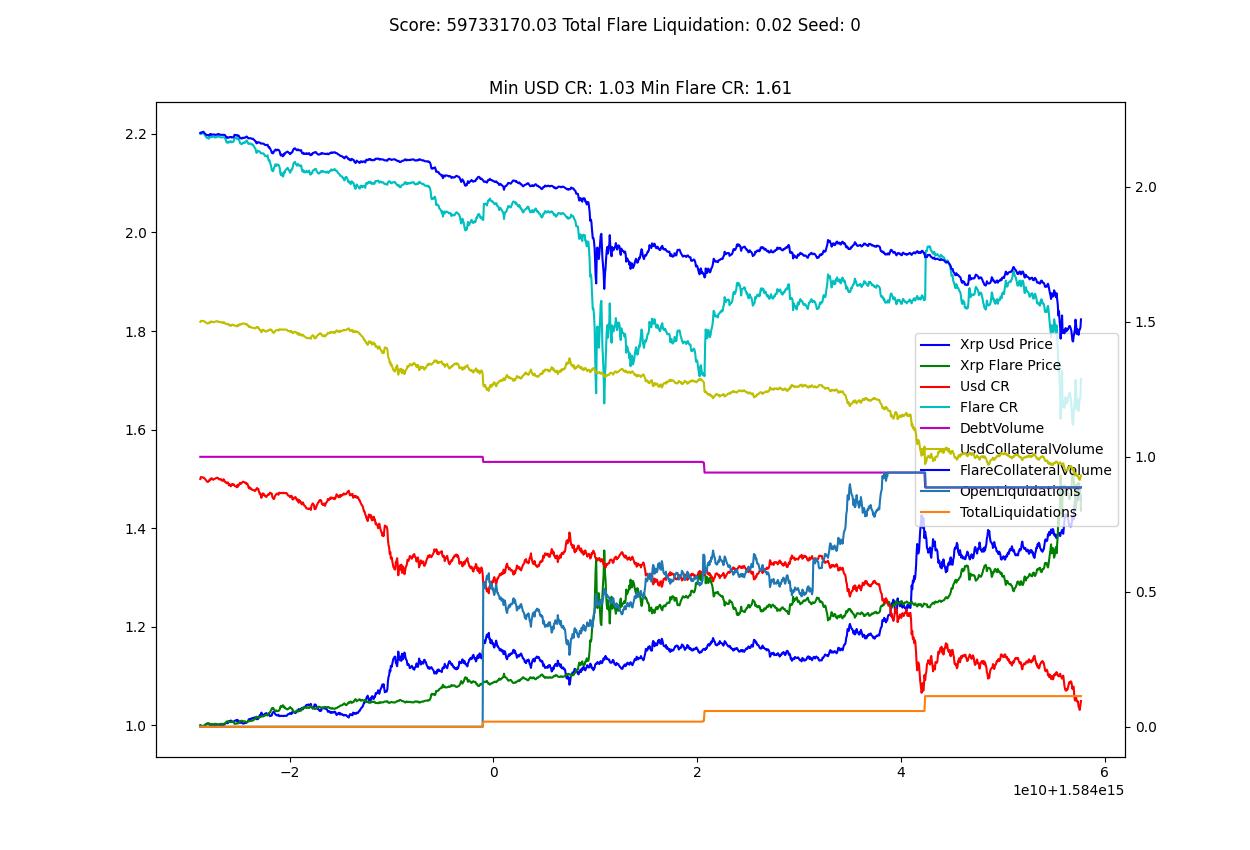 Score: 59733170.03 Total Flare Liquidation: 0.02 Seed: 0
Min USD CR: 1.03 Min Flare CR: 1.61
2.2
2.0
1.8
1.6
1.4
1.2
1.0
2.0
1.5
1.0
0.5
0.0
Xrp Usd Price
Xrp Flare Price
Usd CR
Flare CR
DebtVolume
UsdCollateralVolume
FlareCollateralVolume
OpenLiquidations
TotalLiquidations
−2 0 2 4 6
1e10+1.584e15